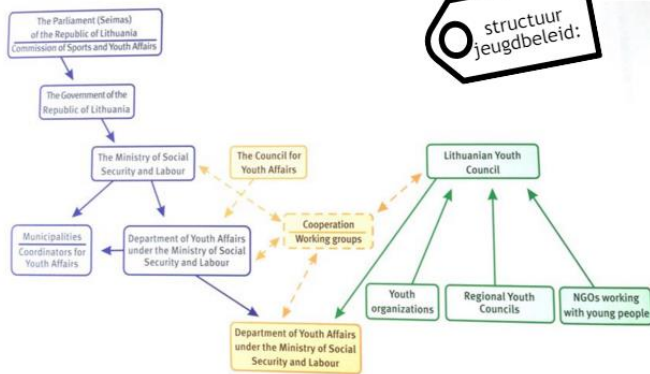 structuur
jeugdbeleid:
The Parliament (Seimas)
of the Republic of Lithuania
Commission of Sports and Youth Affairs
The Government of the
Republic of Lithuania
The Ministry of Social
Security and Labour
The Council for
Youth Affairs
Lithuanian Youth
Council
Municipalities
Coordinators for
Youth Affairs
Department of Youth Affairs
under the Ministry of Social
Security and Labour
Cooperation
Working groups
Youth
organizations
Regional Youth
Councils
NGOs working
with young people
Department of Youth Affairs
under the Ministry of Social
Security and Labour